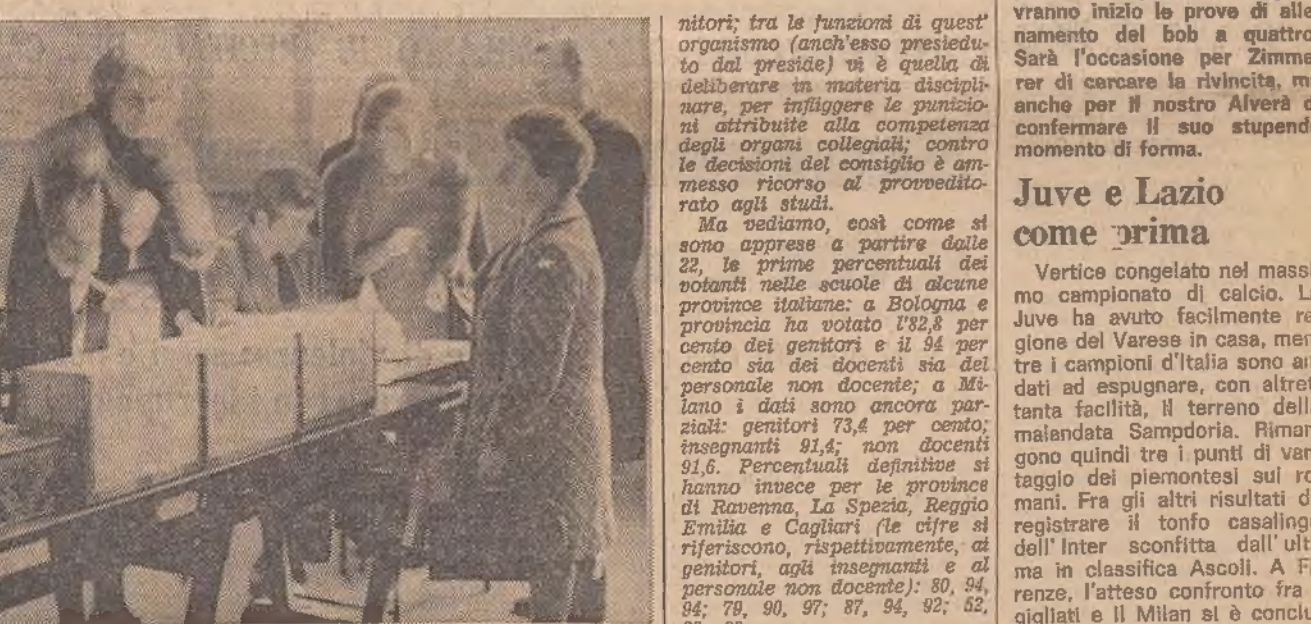 nitori; tra le funzioni di quest'
organismo (anch'esso presiedu-
to dal preside) vi è quella di
deliberare in materia discipli-
nare, per infliggere le punizio-
ni attribuite alla competenza
degli organi collegiali; contro
le decisioni del consiglio è am-
messo ricorso al provvedito-
rato agli studi.
Ma vediamo, così come si
sono apprese a partire dalle
22, le prime percentuali dei
votanti nelle scuole di alcune
province italiane: a Bologna e
provincia ha votato l'82,8 per
cento dei genitori e il 94 per
cento sia dei docenti sia del
personale non docente; a Mi-
lano i dati sono ancora par-
ziali: genitori 73,4 per cento;
insegnanti 91,4; non docenti
91,6. Percentuali definitive si
hanno invece per le province
di Ravenna, La Spezia, Reggio
Emilia e Cagliari (le cifre si
riferiscono, rispettivamente, ai
genitori, agli insegnanti e al
personale non docente): 80, 94,
94; 79, 90, 97; 87, 94, 92; 52,
vranno inizio le prove di alle
namento del bob a quattro
Sarà l'occasione per Zimme
rer di cercare la rivincita, m
anche per il nostro Alverà d
confermare il suo stupend
momento di forma.
Juve e Lazio
come prima
Vertice congelato nel massi
mo campionato di calcio. L
Juve ha avuto facilmente ra
gione del Varese in casa, men
tre i campioni d'Italia sono an
dati ad espugnare, con altret
tanta facilità, il terreno dell
malandata Sampdoria. Riman
gono quindi tre i punti di van
taggio dei piemontesi sui ro
mani. Fra gli altri risultati d
registrare il tonfo casaling
dell'Inter sconfitta dall'ulti
ma in classifica Ascoli. A Fi
renze, l'atteso confronto fra
gigliati e il Milan si è conclu